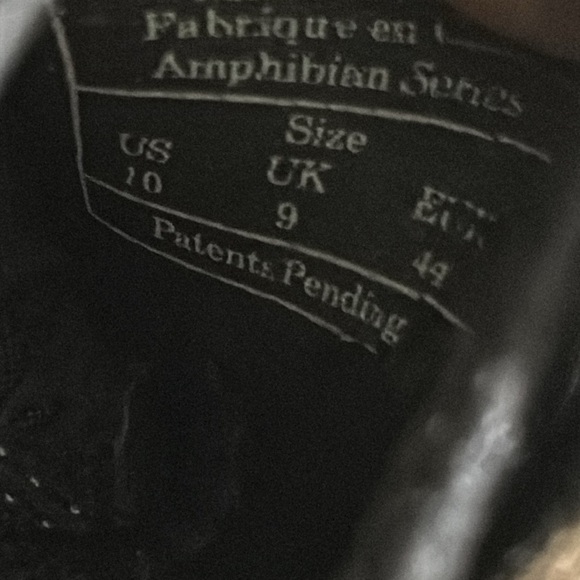 Fabrique en
Amphibian Series
Size
US UK EUR
10 9 44
Patents Pending